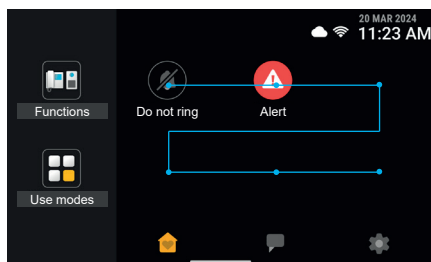 20 MAR 2024
11:23 AM
Functions
Do not ring
Alert
Use modes